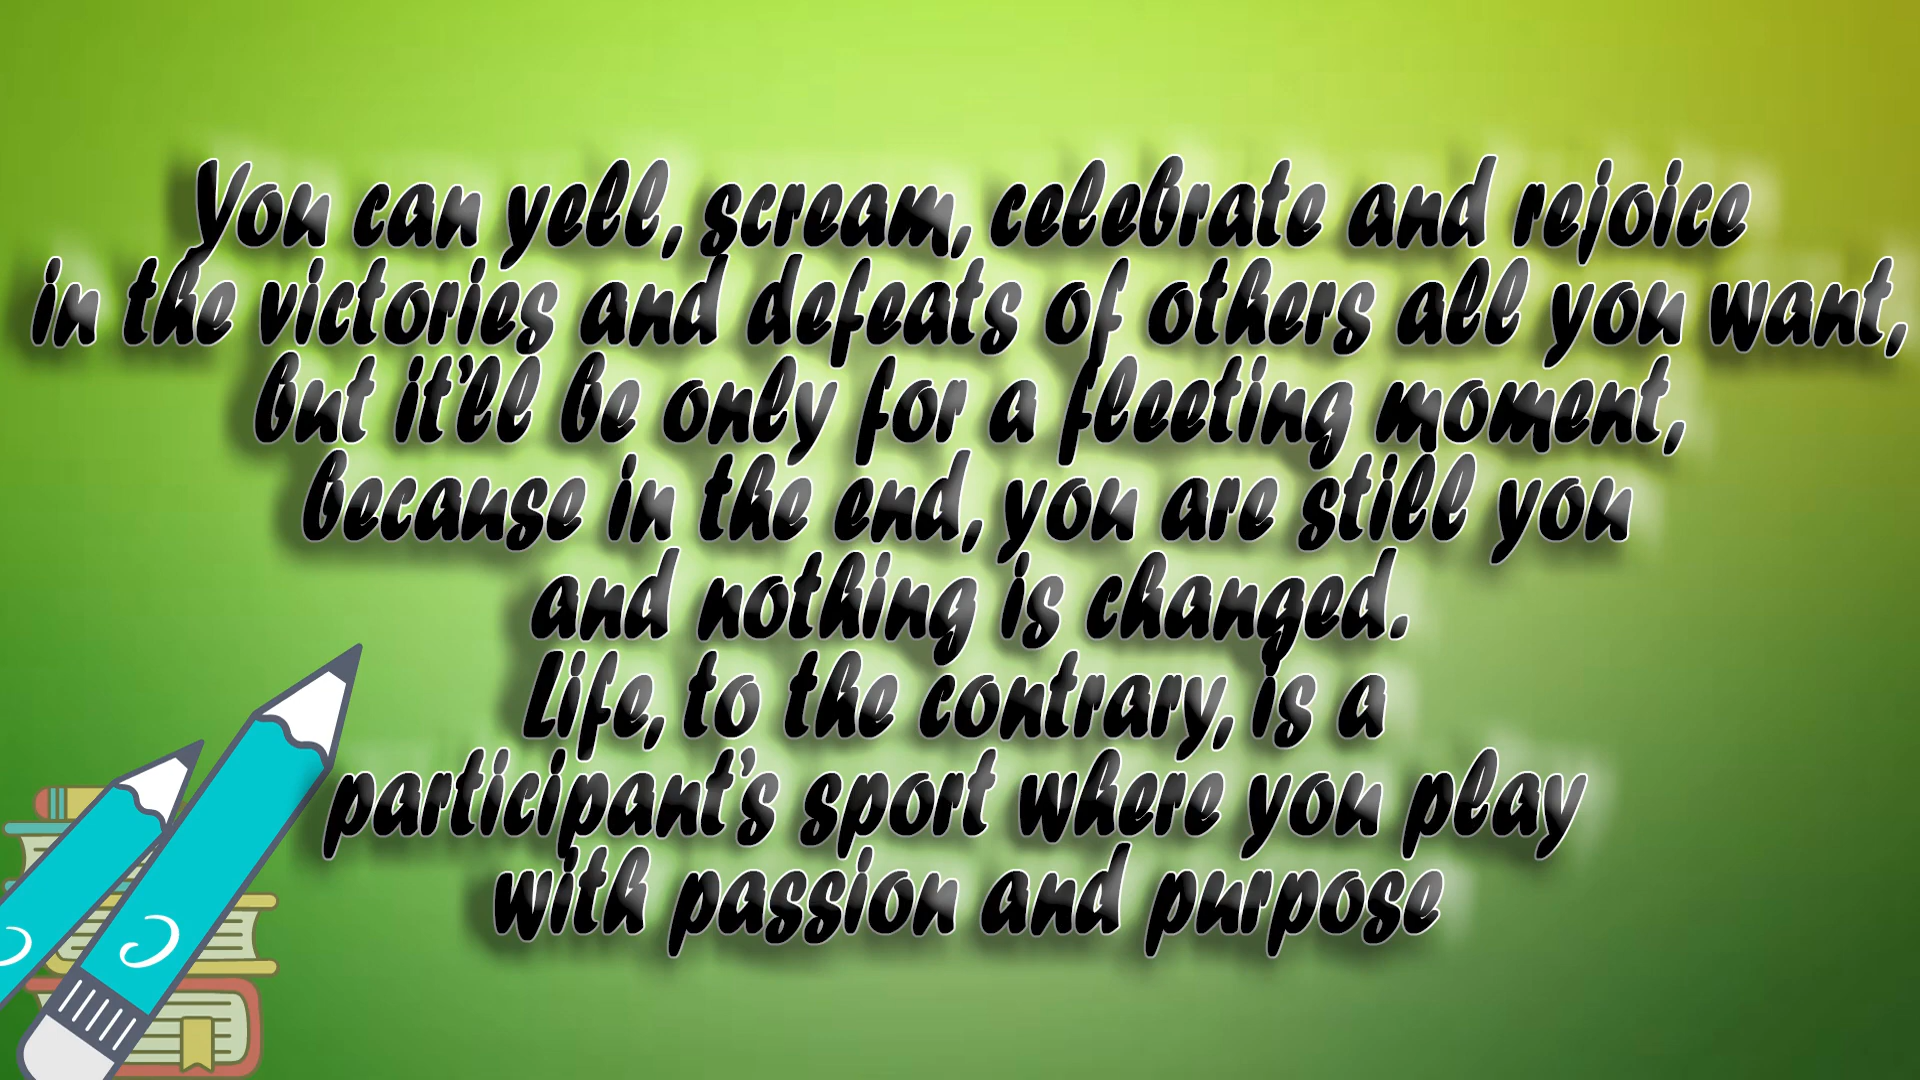 You can yell, scream, celebrate and rejoice
in the victories and defeats of others all you want,
but it’ll be only for a fleeting moment,
because in the end, you are still you
and nothing is changed.
Life, to the contrary, is a
participant’s sport where you play
with passion and purpose